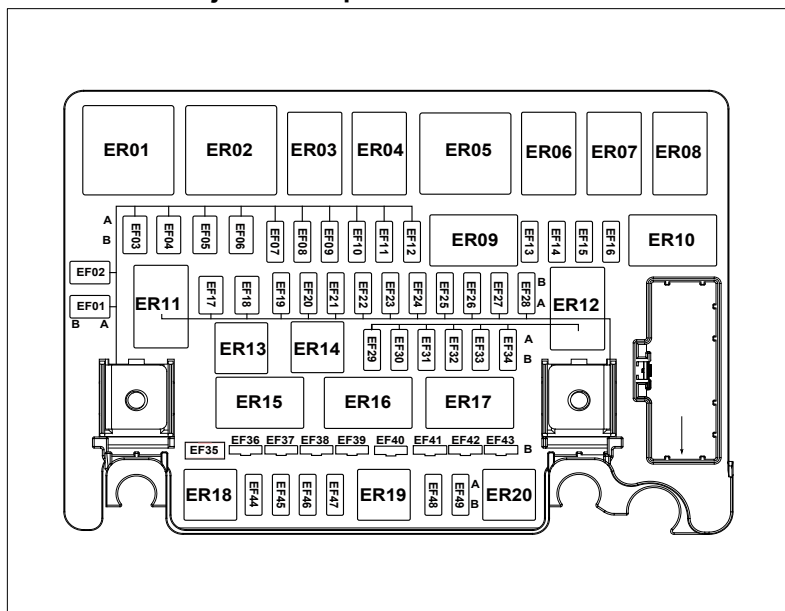 ER01 ER02 ER03 ER04 ER05 ER06 ER07 ER08
A
B
EF03 EF04 EF05 EF06 EF07 EF08 EF09 EF10 EF11 EF12 ER09 EF13 EF14 EF15 EF16 ER10
EF02
EF01
B A
ER11 EF17 EF18 EF19 EF20 EF21 EF22 EF23 EF24 EF25 EF26 EF27 EF28 B
A
ER12
ER13 ER14 EF29 EF30 EF31 EF32 EF33 EF34 A
B
ER15 ER16 ER17
EF35 EF36 EF37 EF38 EF39 EF40 EF41 EF42 EF43 B
ER18 EF44 EF45 EF46 EF47 ER19 EF48 EF49 A
B
ER20